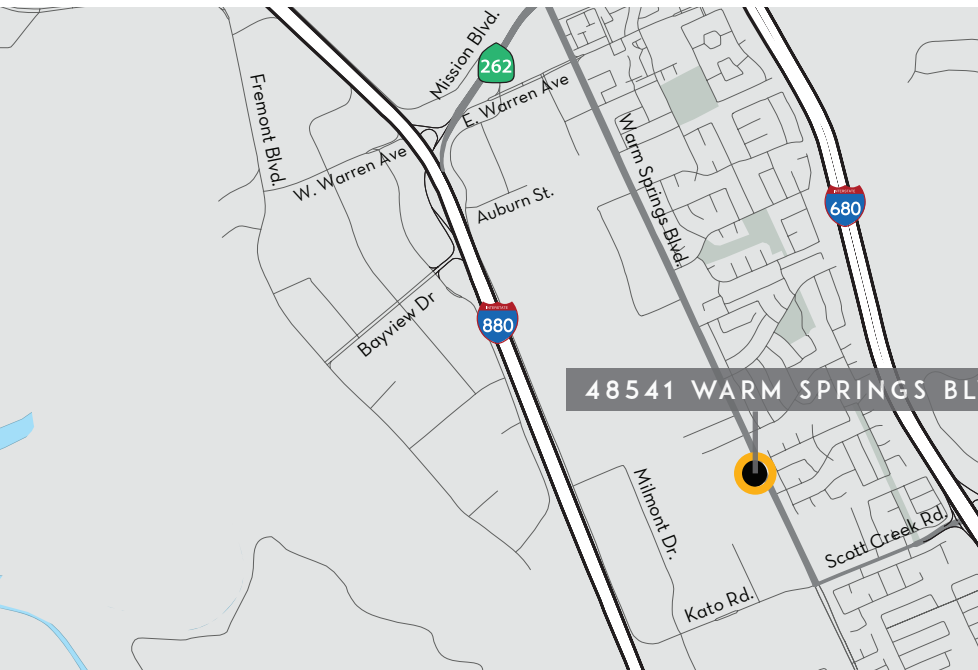 Mission Blvd.
262
E. Warren Ave
Fremont Blvd.
W. Warren Ave
Warm Springs Blvd.
Auburn St.
680
Bayview Dr
880
48541 WARM SPRINGS BL
Milmont Dr.
Scott Creek Rd.
Kato Rd.